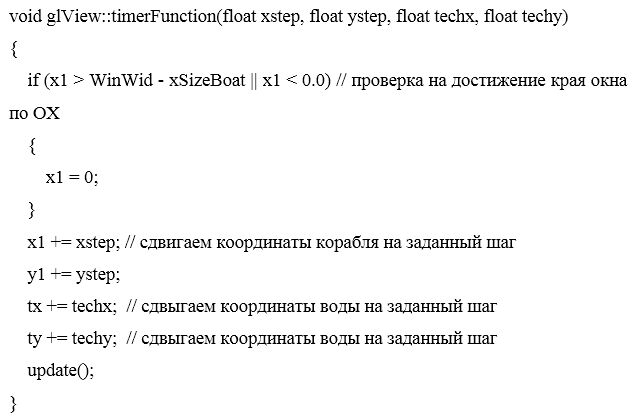 void glView::timerFunction(float xstep, float ystep, float techx, float techy)
{
if (x1 > WinWid - xSizeBoat || x1 < 0.0) // проверка на достижение края окна
по OX
{
x1 = 0;
}
x1 += xstep; // сдвигаем координаты корабля на заданный шаг
y1 += ystep;
tx += techx;  // сдвыгаем координаты воды на заданный шаг
ty += techy;  // сдвыгаем координаты воды на заданный шаг
update();
}